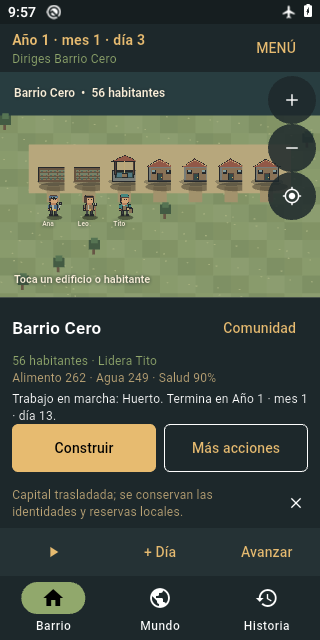 9:57
Año 1 · mes 1 · día 3
Diriges Barrio Cero
MENÚ
Barrio Cero • 56 habitantes
Ana
Leo
Tito
Toca un edificio o habitante
Barrio Cero
Comunidad
56 habitantes · Lidera Tito
Alimento 262 · Agua 249 · Salud 90%
Trabajo en marcha: Huerto. Termina en Año 1 · mes 1
· día 13.
Construir
Más acciones
Capital trasladada; se conservan las
identidades y reservas locales.
+ Día
Avanzar
Barrio
Mundo
Historia